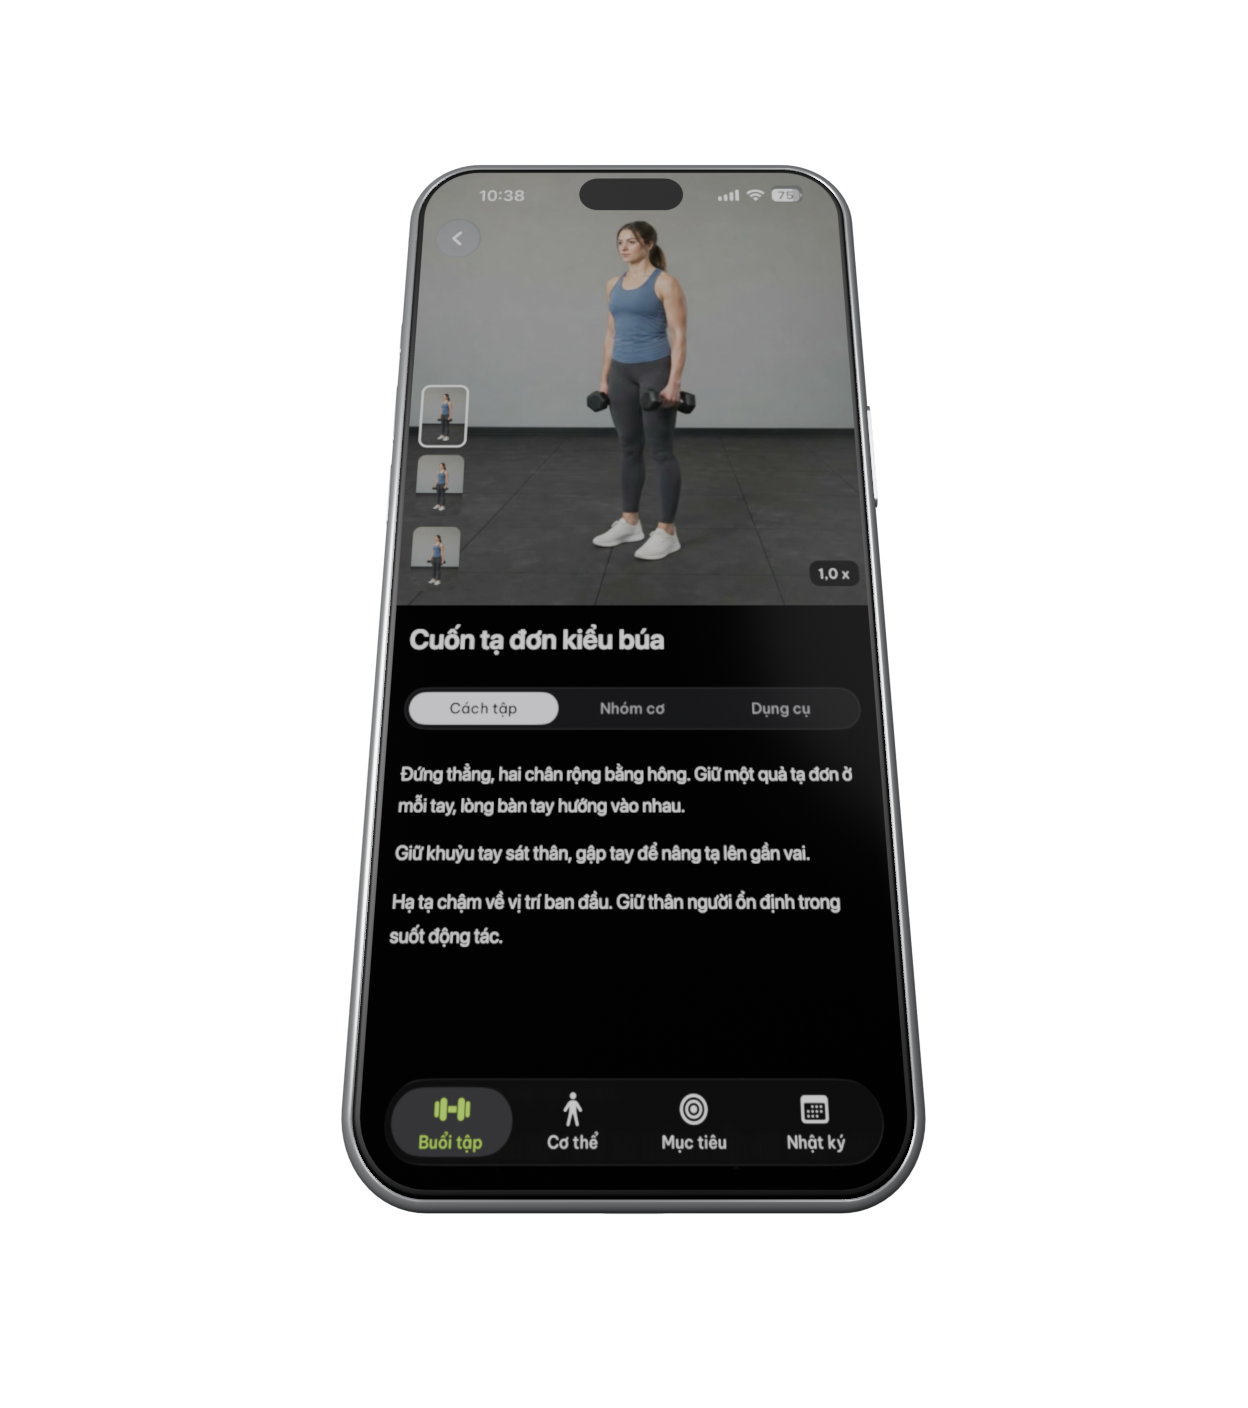 10:38
75
1,0 x
Cuốn tạ đơn kiểu búa
Cách tập
Nhóm cơ
Dụng cụ
Đứng thẳng, hai chân rộng bằng hông. Giữ một quả tạ đơn ở
mỗi tay, lòng bàn tay hướng vào nhau.
Giữ khuỷu tay sát thân, gập tay để nâng tạ lên gần vai.
Hạ tạ chậm về vị trí ban đầu. Giữ thân người ổn định trong
suốt động tác.
Buổi tập
Cơ thể
Mục tiêu
Nhật ký